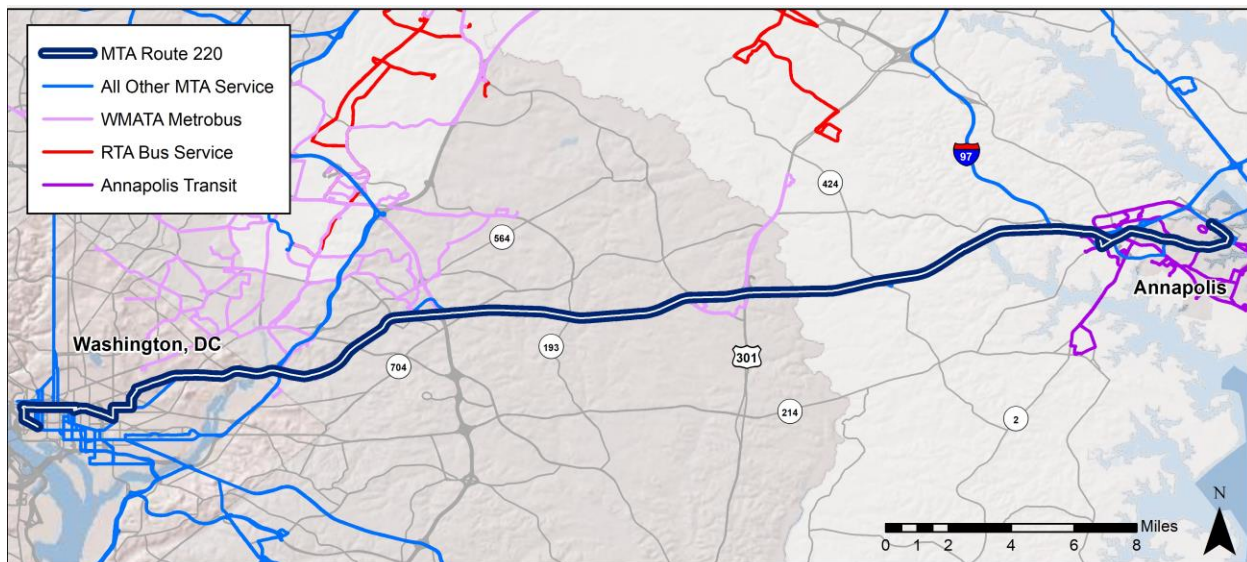 MTA Route 220
All Other MTA Service
WMATA Metrobus
RTA Bus Service
Annapolis Transit
97
424
564
Annapolis
Washington, DC
193
301
704
214
2
N
Miles
0 1 2 4 6 8